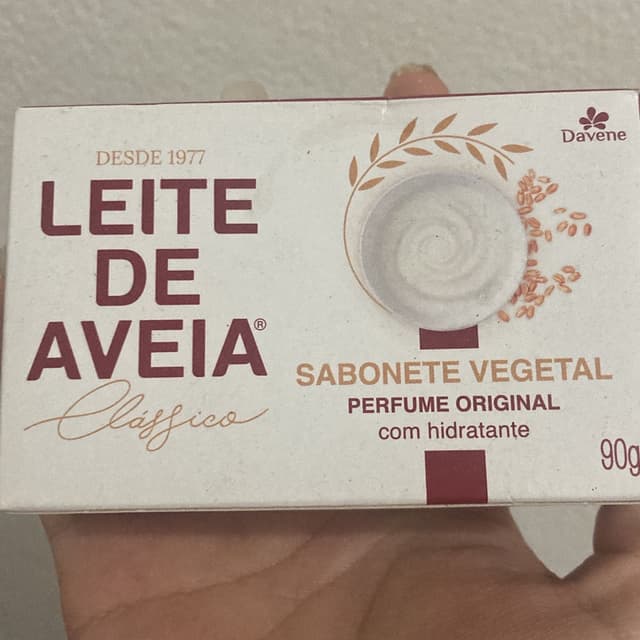 DESDE 1977
LEITE
DE
AVEIA®
Clássico
Davene
SABONETE VEGETAL
PERFUME ORIGINAL
com hidratante
90g